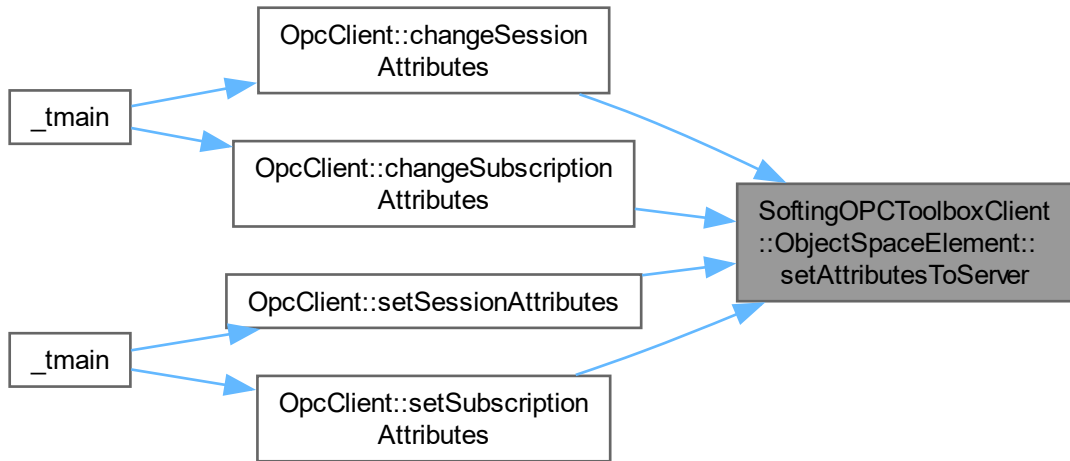 OpcClient::changeSession
Attributes
_tmain
OpcClient::changeSubscription
Attributes
SoftingOPCToolboxClient
::ObjectSpaceElement::
setAttributesToServer
OpcClient::setSessionAttributes
_tmain
OpcClient::setSubscription
Attributes